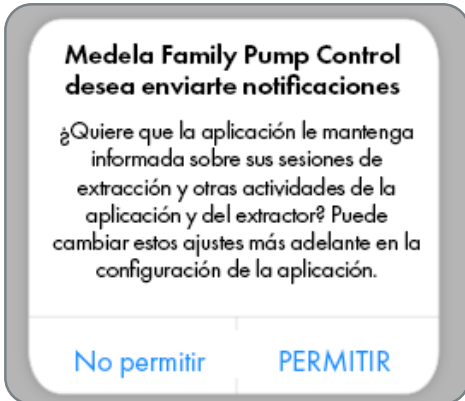 Medela Family Pump Control
desea enviarte notificaciones
¿Quiere que la aplicación le mantenga
informada sobre sus sesiones de
extracción y otras actividades de la
aplicación y del extractor? Puede
cambiar estos ajustes más adelante en la
configuración de la aplicación.
No permitir PERMITIR